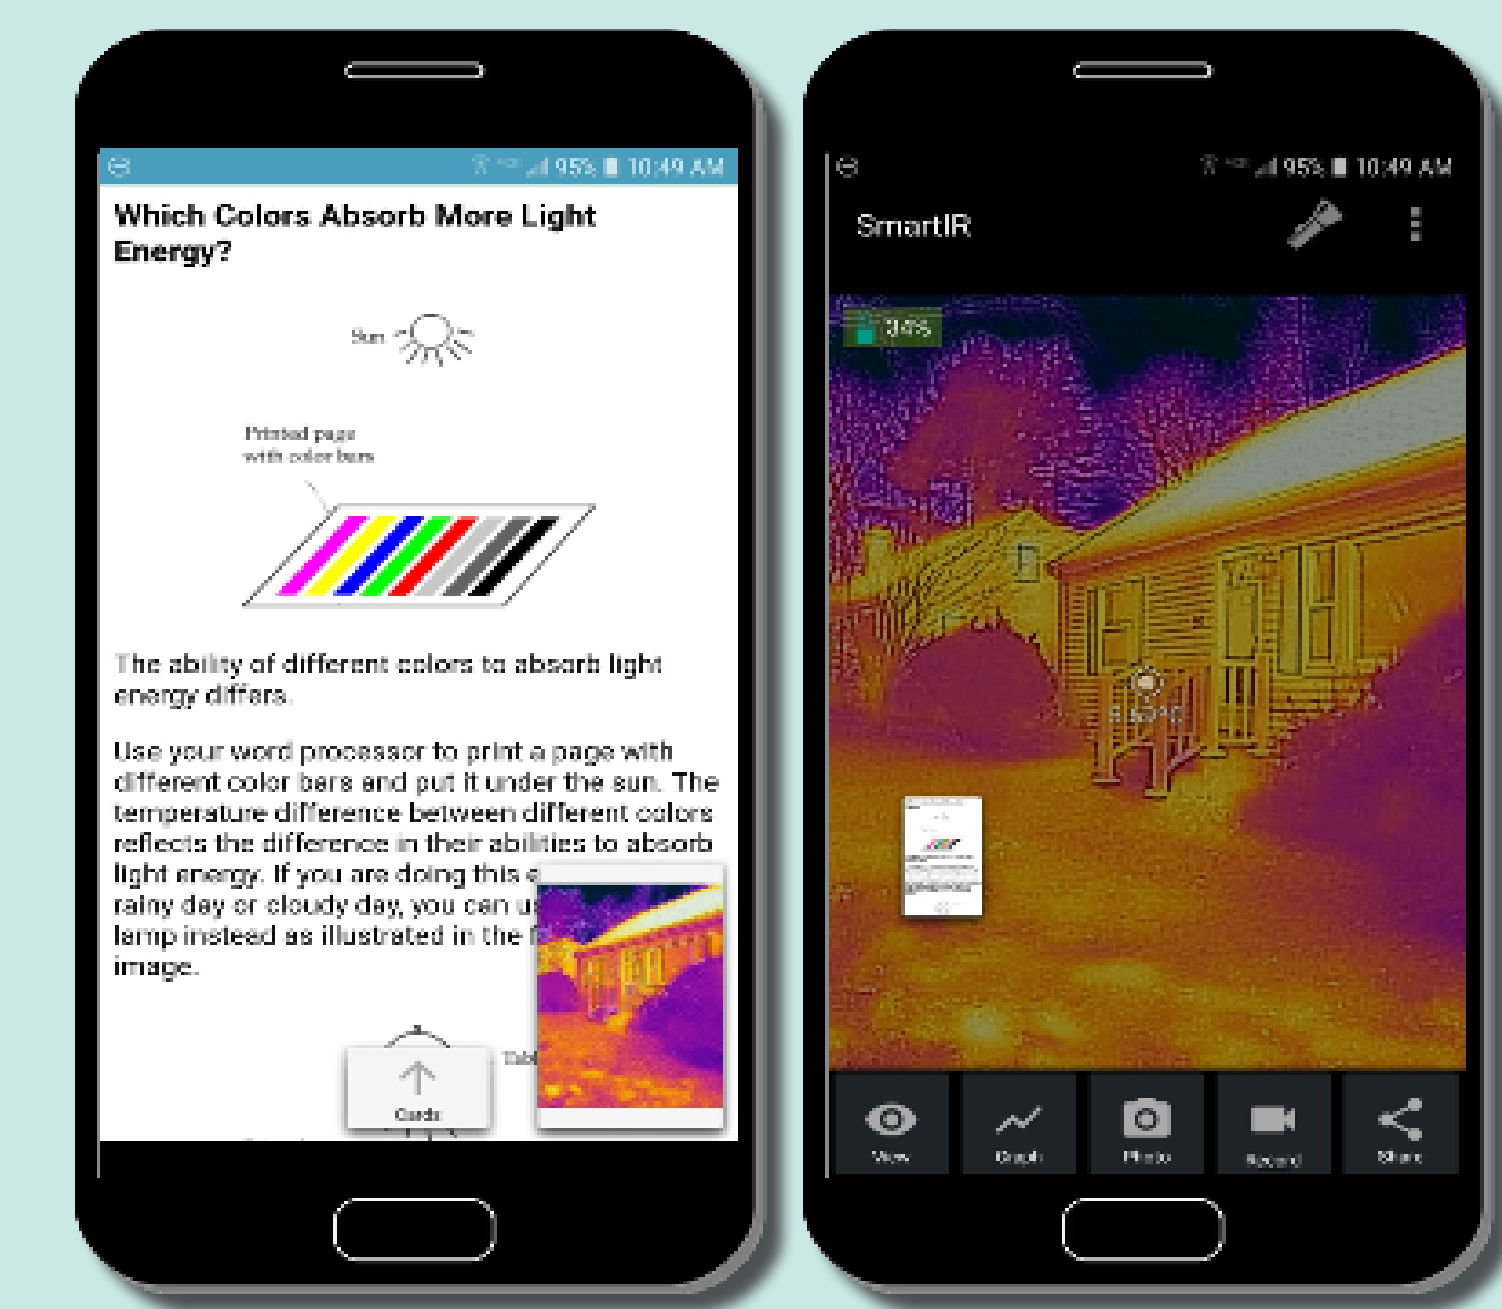 95% 10:49 AM
Which Colors Absorb More Light
Energy?
Sun
Printed page
with color bars
The ability of different colors to absorb light
energy differs.
Use your word processor to print a page with
different color bars and put it under the sun. The
temperature difference between different colors
reflects the difference in their abilities to absorb
light energy. If you are doing this
rainy day or cloudy day, you can
lamp instead as illustrated in the
image.
Cards
95% 10:49 AM
SmartIR
34%
View
Graph
Photo
Record
Share